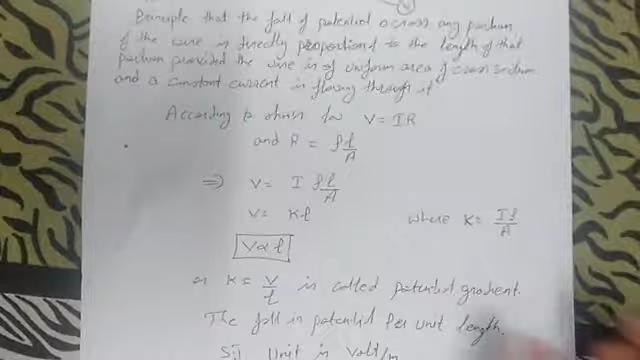 Principle that the fall of potential across any portion
of the wire is directly proportional to the length of that
portion provided the wire is of uniform area of cross section
and a constant current is flowing through it
According to ohm's law V = IR
and R = ρl/A
⇒ V = I ρl/A
V = Kl where K = Iρ/A
V ∝ l
or K = V/l is called potential gradient.
The fall in potential per unit length.
SI Unit is Volt/m